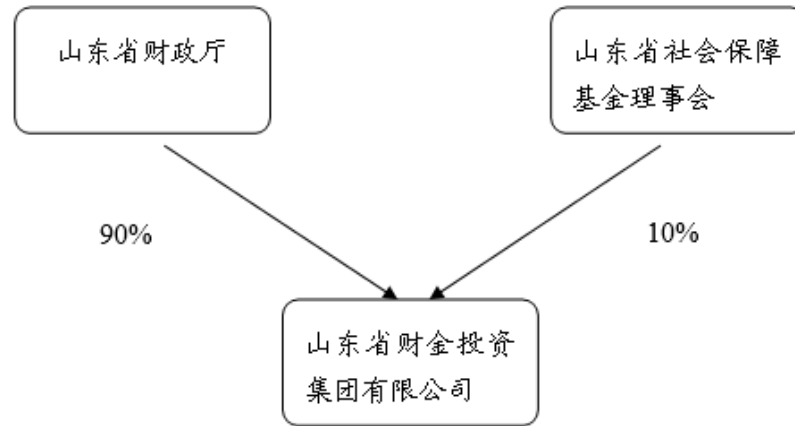 山东省财政厅
山东省社会保障
基金理事会
90%
10%
山东省财金投资
集团有限公司